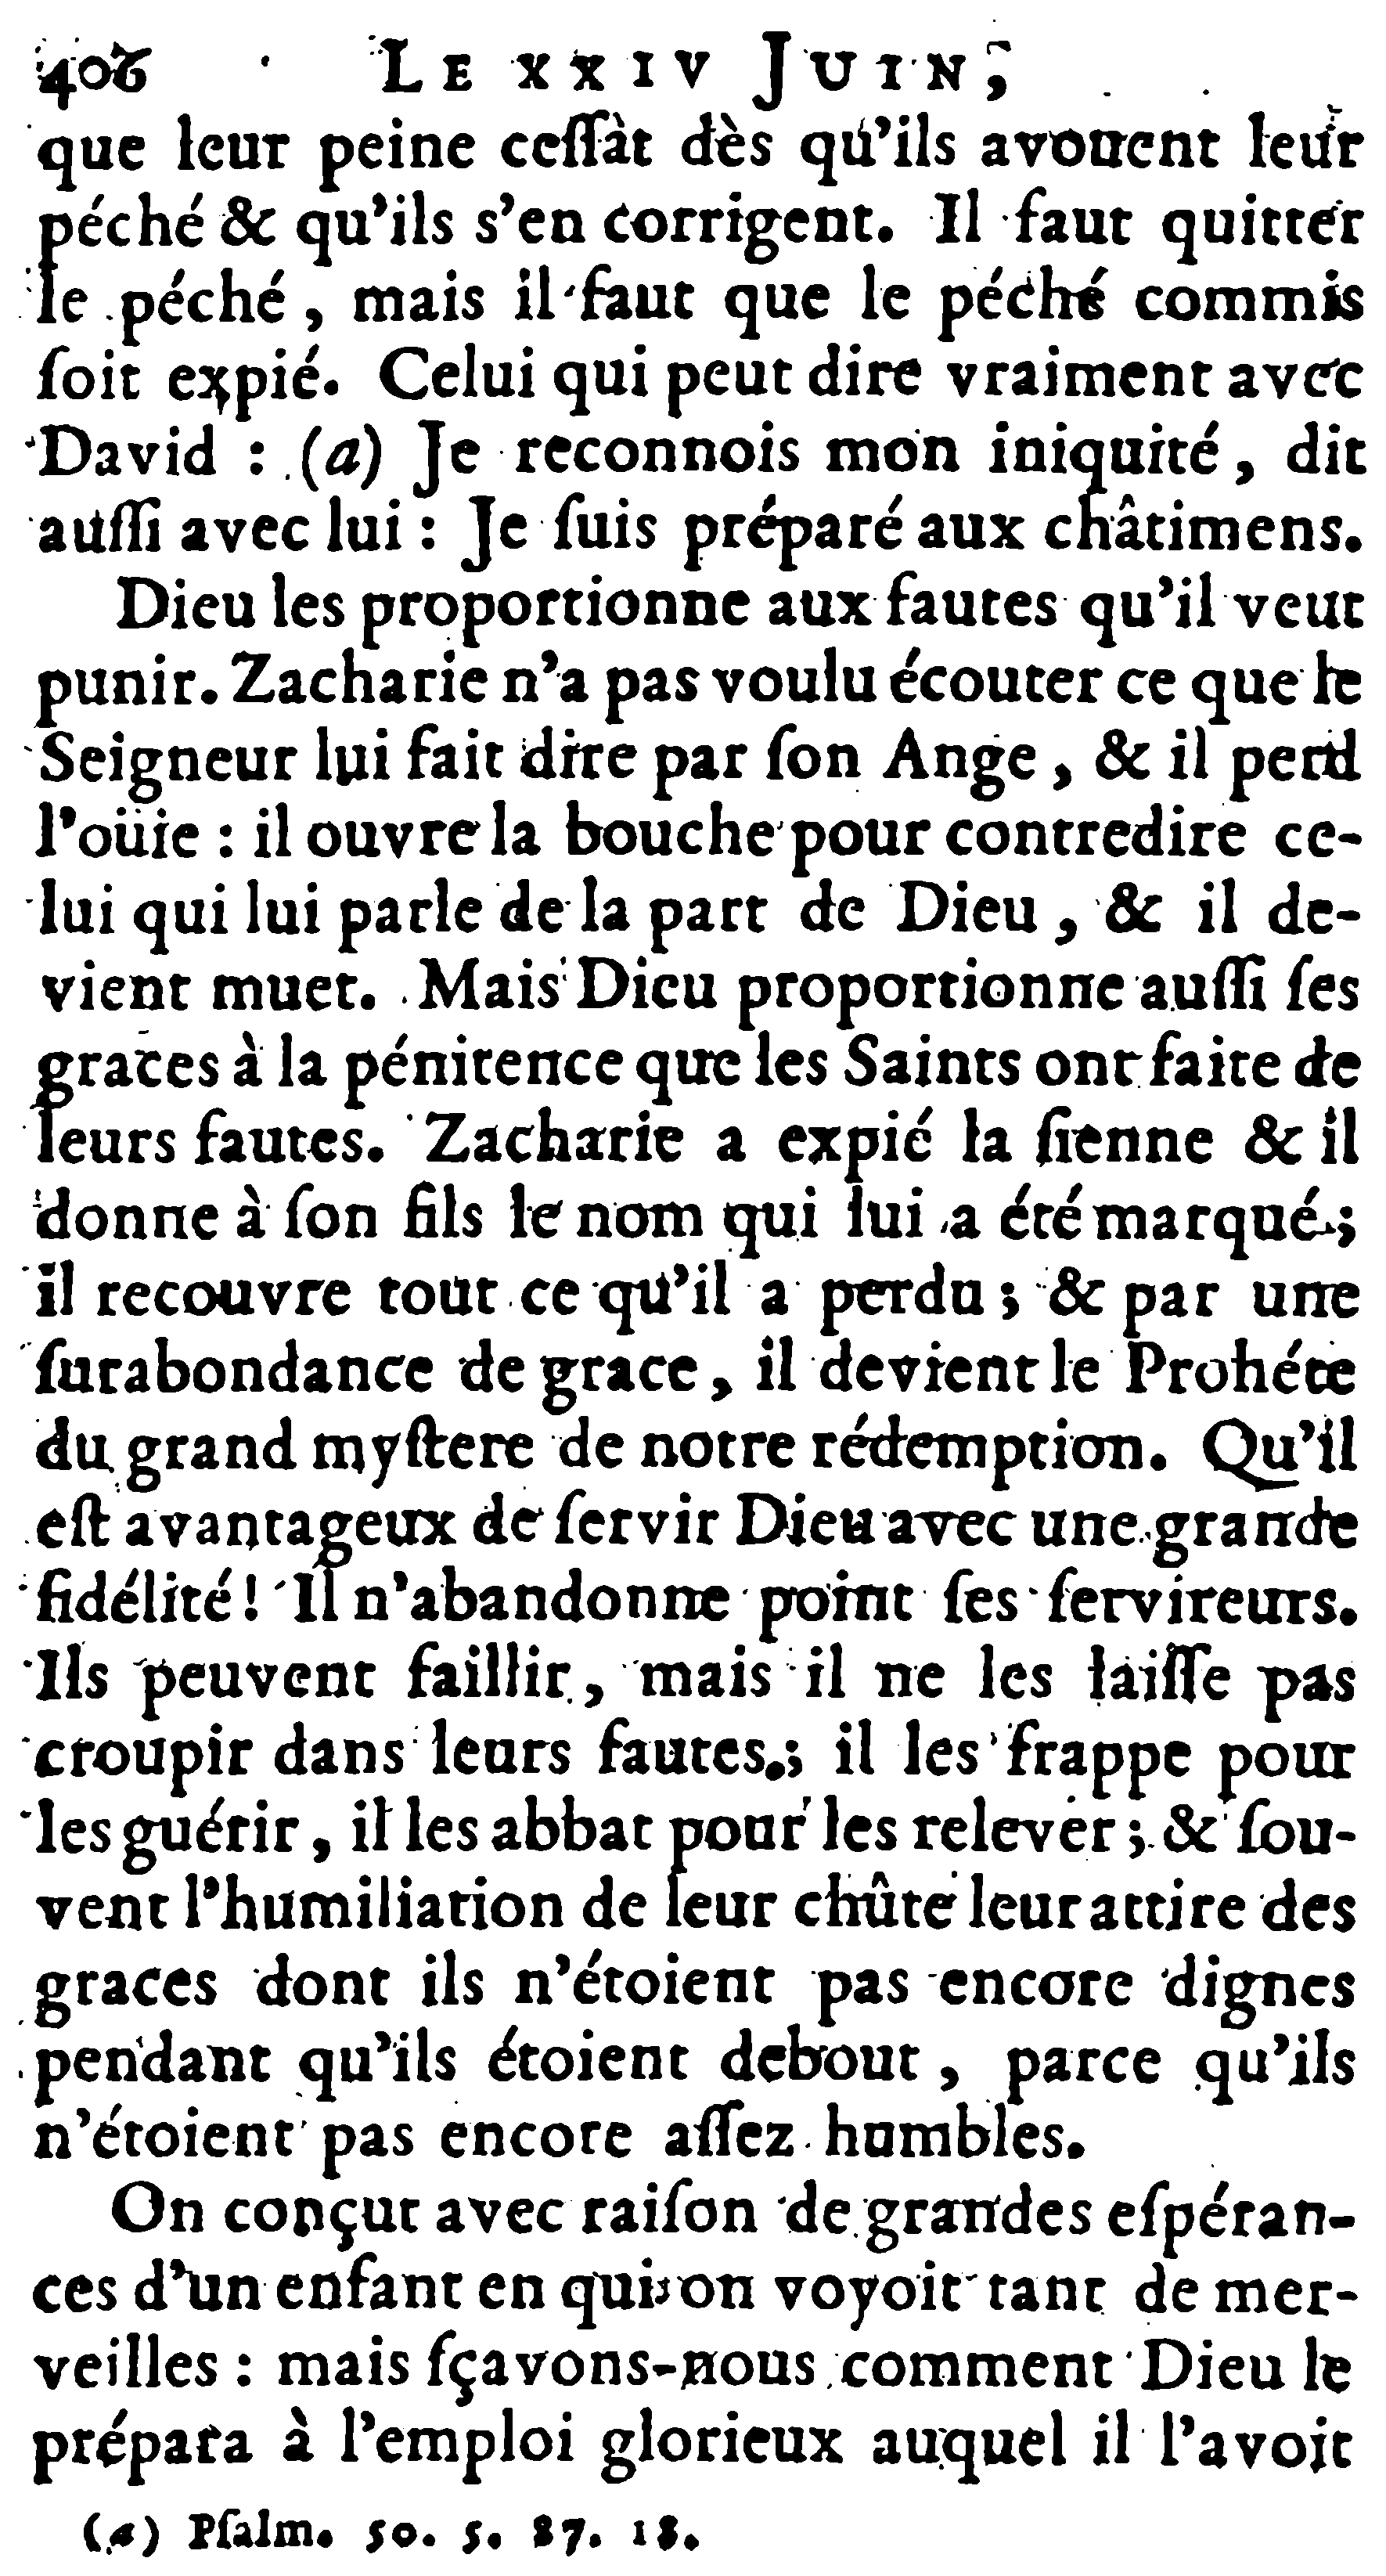 406 LE XXIV JUIN,
que leur peine ceſſàt dès qu'ils avouent leur
péché & qu'ils s'en corrigent. Il faut quitter
le péché, mais il faut que le péché commis
ſoit expié. Celui qui peut dire vraiment avec
David : (a) Je reconnois mon iniquité, dit
auſſi avec lui : Je ſuis préparé aux châtimens.
Dieu les proportionne aux fautes qu'il veut
punir. Zacharie n'a pas voulu écouter ce que le
Seigneur lui fait dire par ſon Ange, & il perd
l'oüie : il ouvre la bouche pour contredire ce-
lui qui lui parle de la part de Dieu, & il de-
vient muet. Mais Dieu proportionne auſſi ſes
graces à la pénitence que les Saints ont faite de
leurs fautes. Zacharie a expié la ſienne & il
donne à ſon fils le nom qui lui a été marqué ;
il recouvre tout ce qu'il a perdu ; & par une
ſurabondance de grace, il devient le Prohéte
du grand myſtere de notre rédemption. Qu'il
eſt avantageux de ſervir Dieu avec une grande
fidélité ! Il n'abandonne point ſes ſerviteurs.
Ils peuvent faillir, mais il ne les laiſſe pas
croupir dans leurs fautes ; il les frappe pour
les guérir, il les abbat pour les relever ; & ſou-
vent l'humiliation de leur chûte leur attire des
graces dont ils n'étoient pas encore dignes
pendant qu'ils étoient debout, parce qu'ils
n'étoient pas encore aſſez humbles.
On conçut avec raiſon de grandes eſpéran-
ces d'un enfant en qui on voyoit tant de mer-
veilles : mais ſçavons-nous comment Dieu le
prépara à l'emploi glorieux auquel il l'avoit
(a) Pſalm. 50. 5. 37. 18.